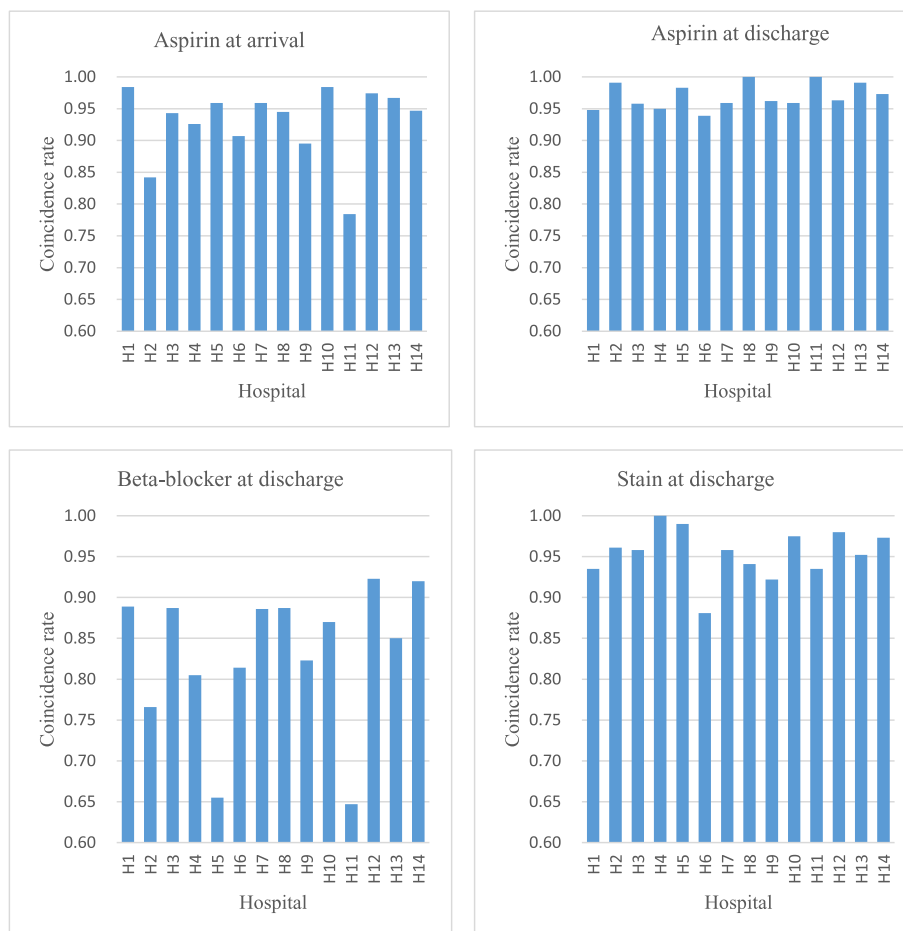 Aspirin at arrival
Coincidence rate
1.00
0.95
0.90
0.85
0.80
0.75
0.70
0.65
0.60
H1 H2 H3 H4 H5 H6 H7 H8 H9 H10 H11 H12 H13 H14
Hospital
Aspirin at discharge
Coincidence rate
1.00
0.95
0.90
0.85
0.80
0.75
0.70
0.65
0.60
H1 H2 H3 H4 H5 H6 H7 H8 H9 H10 H11 H12 H13 H14
Hospital
Beta-blocker at discharge
Coincidence rate
1.00
0.95
0.90
0.85
0.80
0.75
0.70
0.65
0.60
H1 H2 H3 H4 H5 H6 H7 H8 H9 H10 H11 H12 H13 H14
Hospital
Stain at discharge
Coincidence rate
1.00
0.95
0.90
0.85
0.80
0.75
0.70
0.65
0.60
H1 H2 H3 H4 H5 H6 H7 H8 H9 H10 H11 H12 H13 H14
Hospital